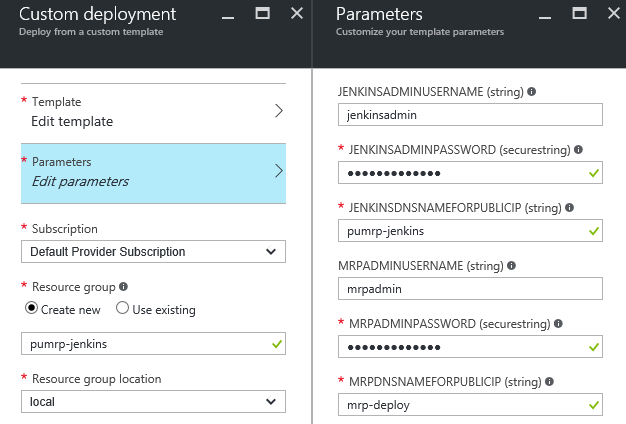 Custom deployment
Deploy from a custom template
* Template
Edit template
* Parameters
Edit parameters
* Subscription
Default Provider Subscription
* Resource group
Create new
Use existing
pumrp-jenkins
* Resource group location
local
Parameters
Customize your template parameters
JENKINSADMINUSERNAME (string)
jenkinsadmin
* JENKINSADMINPASSWORD (securestring)
•••••••••••••
* JENKINSDNSNAMEFORPUBLICIP (string)
pumrp-jenkins
MRPADMINUSERNAME (string)
mrpadmin
* MRPADMINPASSWORD (securestring)
•••••••••••••
* MRPDNSNAMEFORPUBLICIP (string)
mrp-deploy